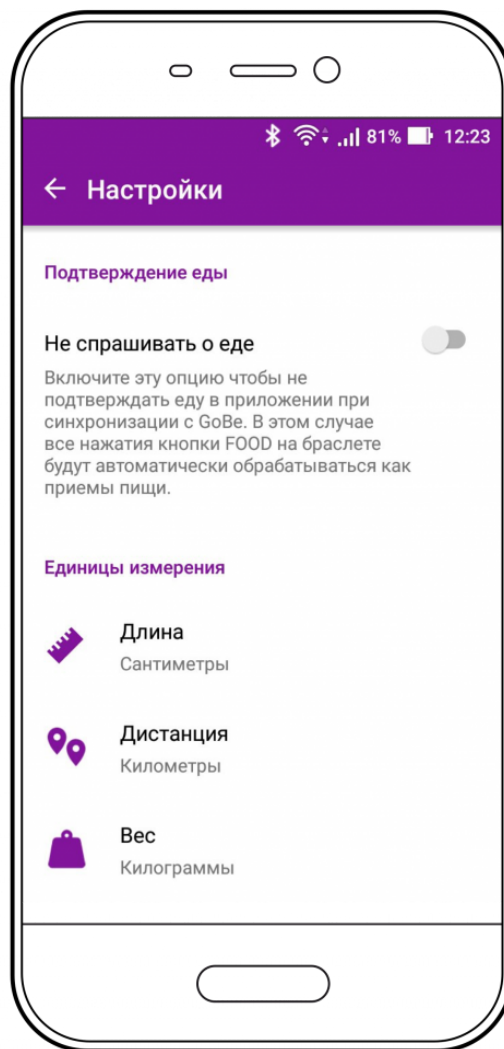 81% 12:23
← Настройки
Подтверждение еды
Не спрашивать о еде
Включите эту опцию чтобы не
подтверждать еду в приложении при
синхронизации с GoBe. В этом случае
все нажатия кнопки FOOD на браслете
будут автоматически обрабатываться как
приемы пищи.
Единицы измерения
Длина
Сантиметры
Дистанция
Километры
Вес
Килограммы